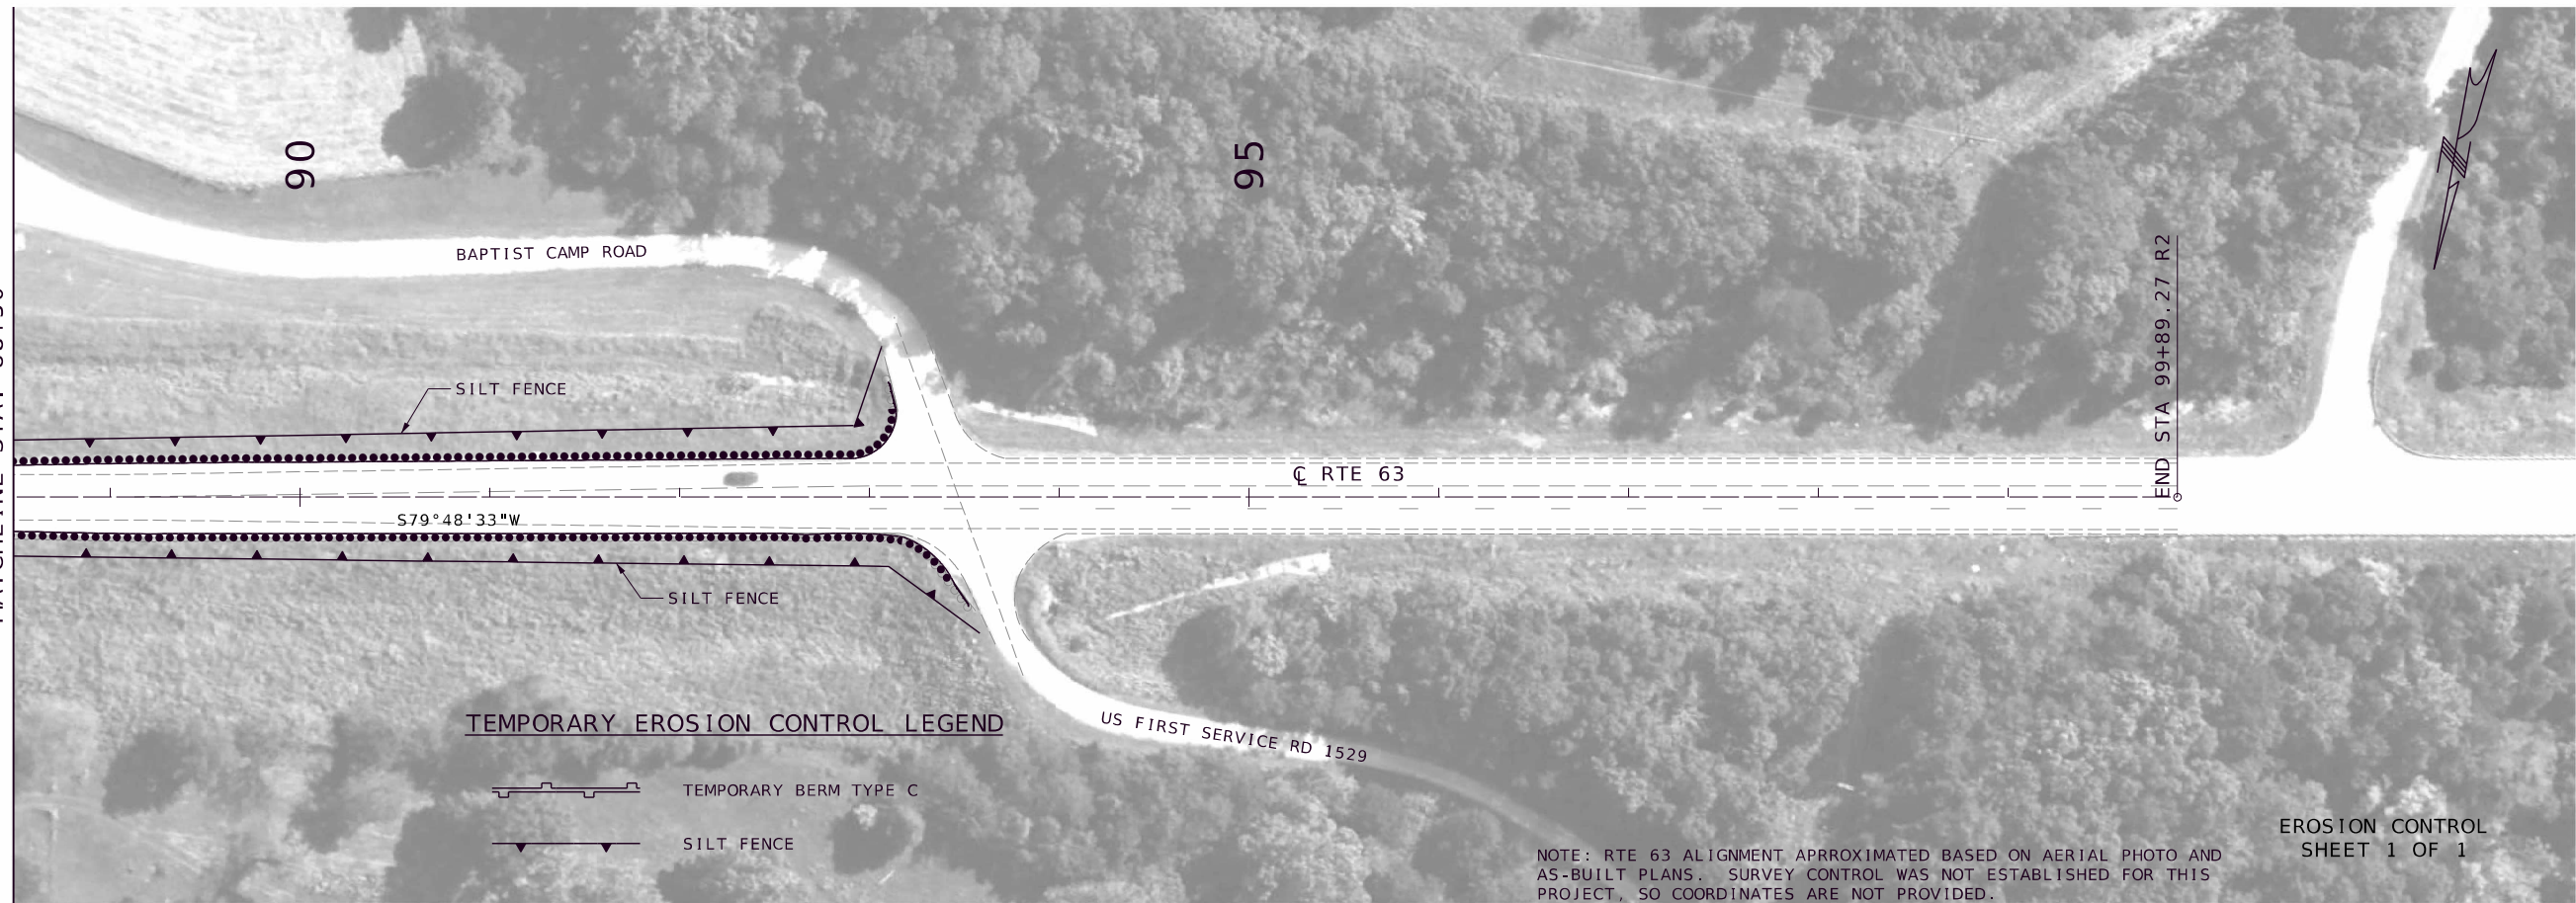 90
95
BAPTIST CAMP ROAD
END STA 99+89.27 R2
SILT FENCE
℄ RTE 63
S79°48'33"W
SILT FENCE
TEMPORARY EROSION CONTROL LEGEND
US FIRST SERVICE RD 1529
TEMPORARY BERM TYPE C
SILT FENCE
EROSION CONTROL
SHEET 1 OF 1
NOTE: RTE 63 ALIGNMENT APRROXIMATED BASED ON AERIAL PHOTO AND
AS-BUILT PLANS. SURVEY CONTROL WAS NOT ESTABLISHED FOR THIS
PROJECT, SO COORDINATES ARE NOT PROVIDED.